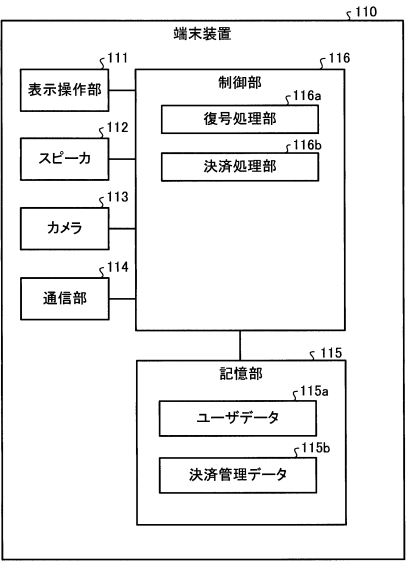 110
端末装置
111
表示操作部
112
スピーカ
113
カメラ
114
通信部
116
制御部
116a
復号処理部
116b
決済処理部
115
記憶部
115a
ユーザデータ
115b
決済管理データ